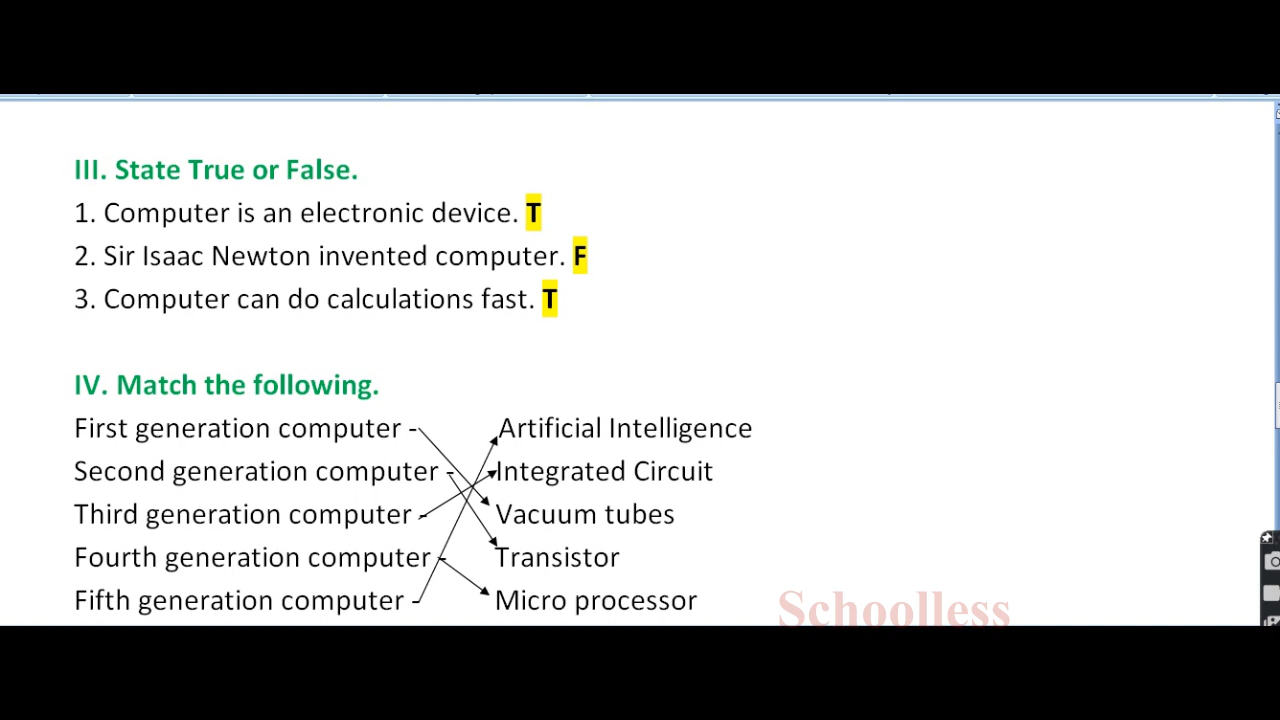 III. State True or False.
1. Computer is an electronic device. T
2. Sir Isaac Newton invented computer. F
3. Computer can do calculations fast. T
IV. Match the following.
First generation computer - Artificial Intelligence
Second generation computer - Integrated Circuit
Third generation computer - Vacuum tubes
Fourth generation computer - Transistor
Fifth generation computer - Micro processor
Schoolless